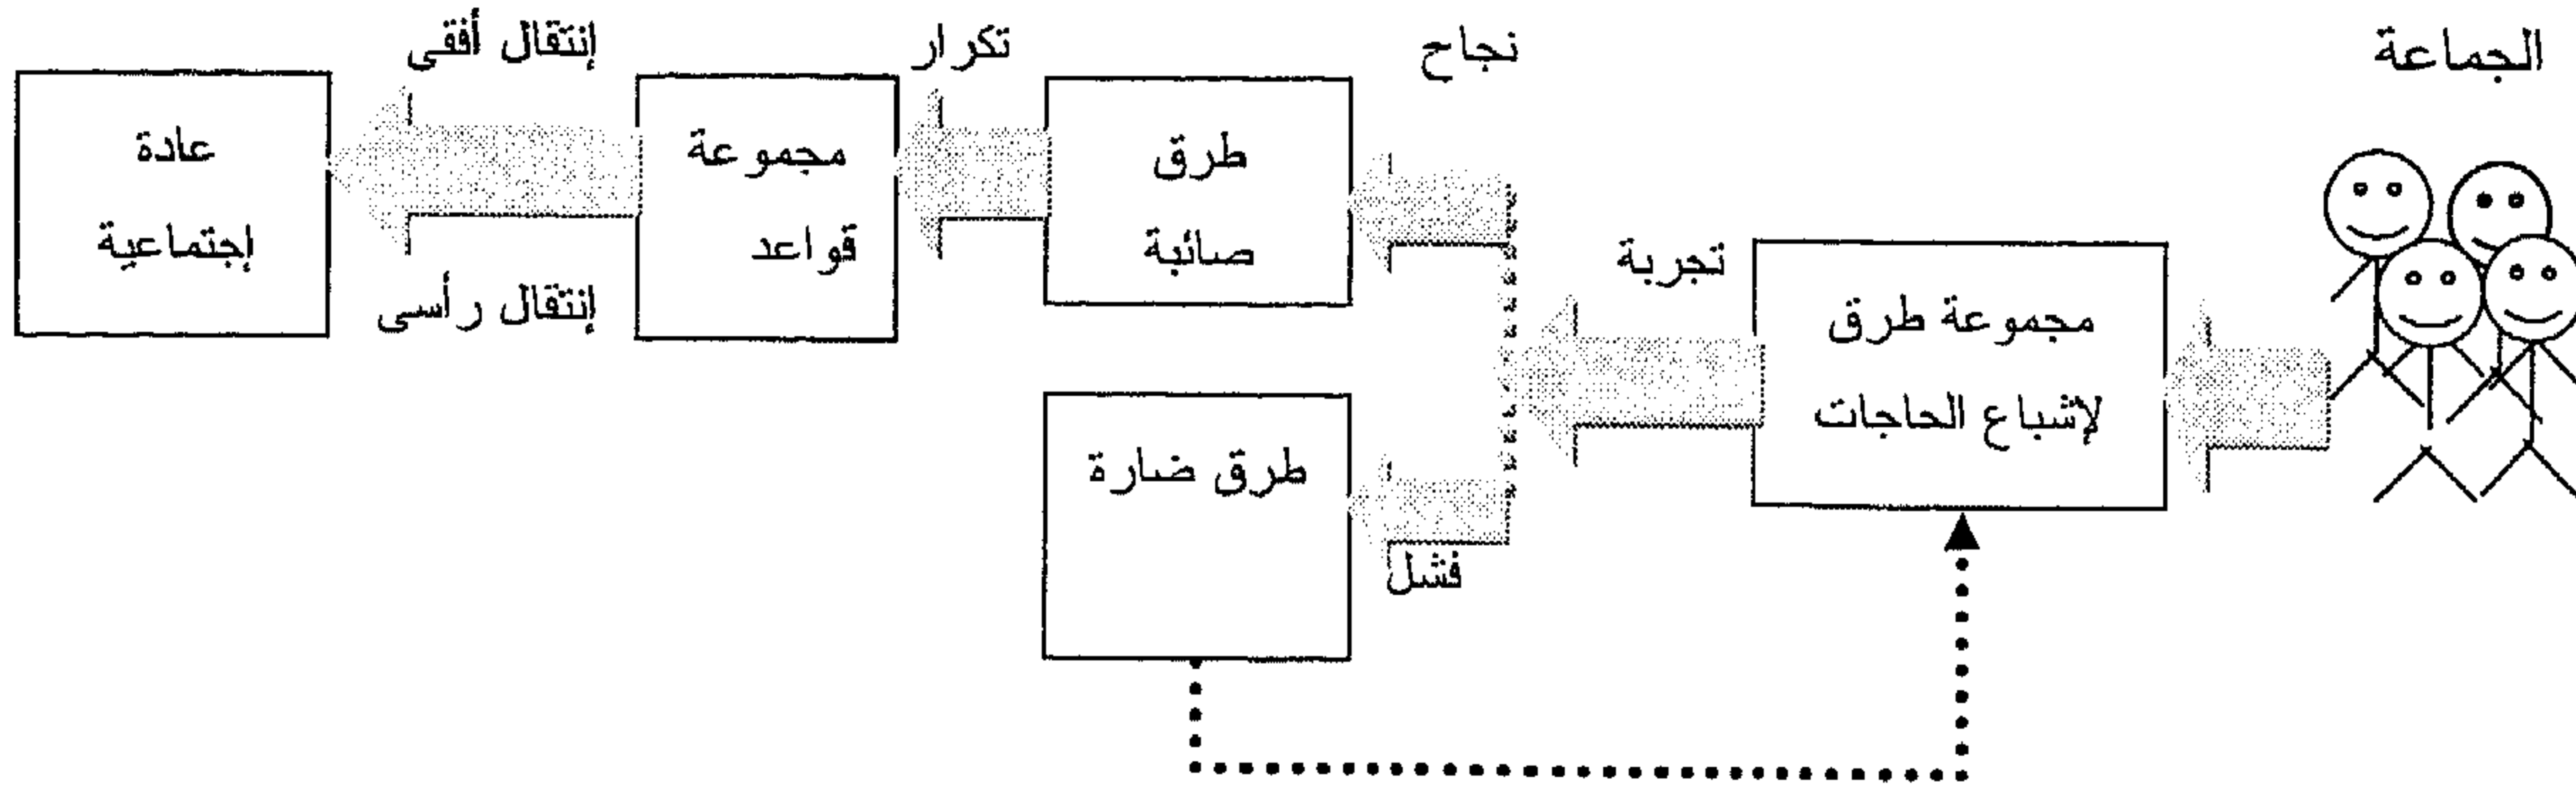 الجماعة
مجموعة طرق
لإشباع الحاجات
تجربة
نجاح
فشل
طرق
صائبة
طرق ضارة
تكرار
مجموعة
قواعد
إنتقال أفقى
إنتقال رأسى
عادة
إجتماعية